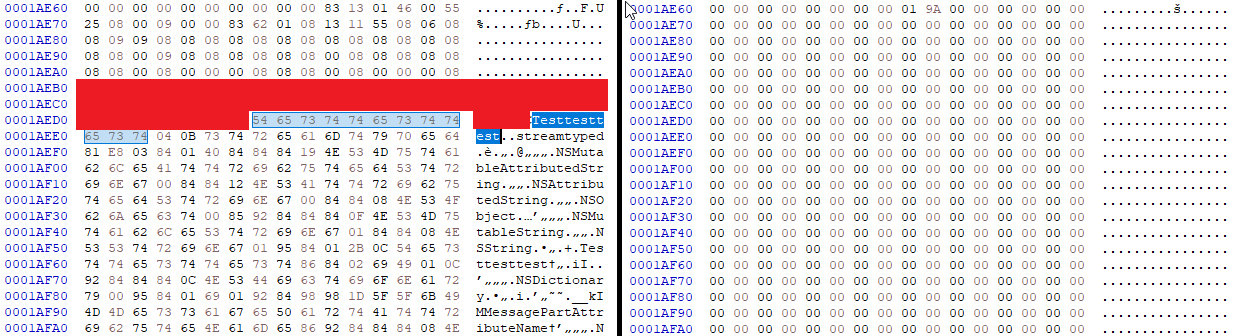 0001AE60 00 00 00 00 00 00 00 00 00 00 83 13 01 46 00 55 ..........ƒ..F.U
0001AE70 25 00 08 00 09 00 00 83 62 01 08 13 11 55 08 06 08 %.....ƒb....U...
0001AE80 08 09 09 08 08 08 08 08 08 08 08 08 08 08 08 08 ................
0001AE90 ................
0001AEA0 ................
0001AEB0
0001AEC0
0001AED0 54 65 73 74 74 65 73 74 74 Testtestt
0001AEE0 65 73 74 04 0B 73 74 72 65 61 6D 74 79 70 65 64 est..streamtyped
0001AEF0 81 E8 03 84 01 40 84 84 84 19 4E 53 4D 75 74 61 .è.„.@„„„.NSMuta
0001AF00 62 6C 65 41 74 74 72 69 62 75 74 65 64 53 74 72 bleAttributedStr
0001AF10 69 6E 67 00 84 84 12 4E 53 41 74 74 72 69 62 75 ing.„„.NSAttribu
0001AF20 74 65 64 53 74 72 69 6E 67 00 84 84 08 4E 53 4F tedString.„„.NSO
0001AF30 62 6A 65 63 74 00 85 92 84 84 84 0F 4E 53 4D 75 bject.…’„„„.NSMu
0001AF40 74 61 62 6C 65 53 74 72 69 6E 67 01 84 84 08 4E tableString.„„.N
0001AF50 53 53 74 72 69 6E 67 01 95 84 01 2B 0C 54 65 73 SString.•„.+.Tes
0001AF60 74 74 65 73 74 74 65 73 74 86 84 02 69 49 01 0C ttesttest†„.iI..
0001AF70 92 84 84 84 0C 4E 53 44 69 63 74 69 6F 6E 61 72 ’„„„.NSDictionar
0001AF80 79 00 95 84 01 69 01 92 84 98 98 1D 5F 5F 6B 49 y.•„.i.’„˜˜.__kI
0001AF90 4D 4D 65 73 73 61 67 65 50 61 72 74 41 74 74 72 MMessagePartAttr
0001AFA0 69 62 75 74 65 4E 61 6D 65 86 92 84 84 84 08 4E ibuteName†’„„„.N
0001AE60 00 00 00 00 00 00 00 00 01 9A 00 00 00 00 00 00 .........š......
0001AE70 00 00 00 00 00 00 00 00 00 00 00 00 00 00 00 00 ................
0001AE80 00 00 00 00 00 00 00 00 00 00 00 00 00 00 00 00 ................
0001AE90 00 00 00 00 00 00 00 00 00 00 00 00 00 00 00 00 ................
0001AEA0 00 00 00 00 00 00 00 00 00 00 00 00 00 00 00 00 ................
0001AEB0 00 00 00 00 00 00 00 00 00 00 00 00 00 00 00 00 ................
0001AEC0 00 00 00 00 00 00 00 00 00 00 00 00 00 00 00 00 ................
0001AED0 00 00 00 00 00 00 00 00 00 00 00 00 00 00 00 00 ................
0001AEE0 00 00 00 00 00 00 00 00 00 00 00 00 00 00 00 00 ................
0001AEF0 00 00 00 00 00 00 00 00 00 00 00 00 00 00 00 00 ................
0001AF00 00 00 00 00 00 00 00 00 00 00 00 00 00 00 00 00 ................
0001AF10 00 00 00 00 00 00 00 00 00 00 00 00 00 00 00 00 ................
0001AF20 00 00 00 00 00 00 00 00 00 00 00 00 00 00 00 00 ................
0001AF30 00 00 00 00 00 00 00 00 00 00 00 00 00 00 00 00 ................
0001AF40 00 00 00 00 00 00 00 00 00 00 00 00 00 00 00 00 ................
0001AF50 00 00 00 00 00 00 00 00 00 00 00 00 00 00 00 00 ................
0001AF60 00 00 00 00 00 00 00 00 00 00 00 00 00 00 00 00 ................
0001AF70 00 00 00 00 00 00 00 00 00 00 00 00 00 00 00 00 ................
0001AF80 00 00 00 00 00 00 00 00 00 00 00 00 00 00 00 00 ................
0001AF90 00 00 00 00 00 00 00 00 00 00 00 00 00 00 00 00 ................
0001AFA0 00 00 00 00 00 00 00 00 00 00 00 00 00 00 00 00 ................